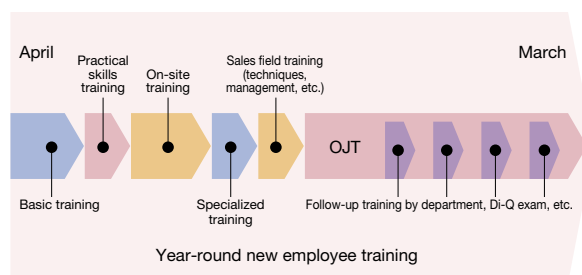 April
March
Practical
skills
training
On-site
training
Sales field training
(techniques,
management, etc.)
OJT
Basic training
Specialized
training
Follow-up training by department, Di-Q exam, etc.
Year-round new employee training